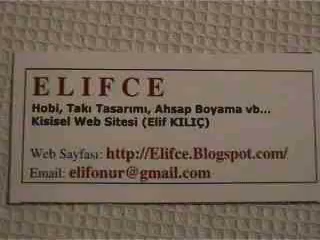 ELIFCE
Hobi, Takı Tasarımı, Ahsap Boyama vb...
Kisisel Web Sitesi (Elif KILIÇ)
Web Sayfası: http://Elifce.Blogspot.com/
Email: elifonur@gmail.com